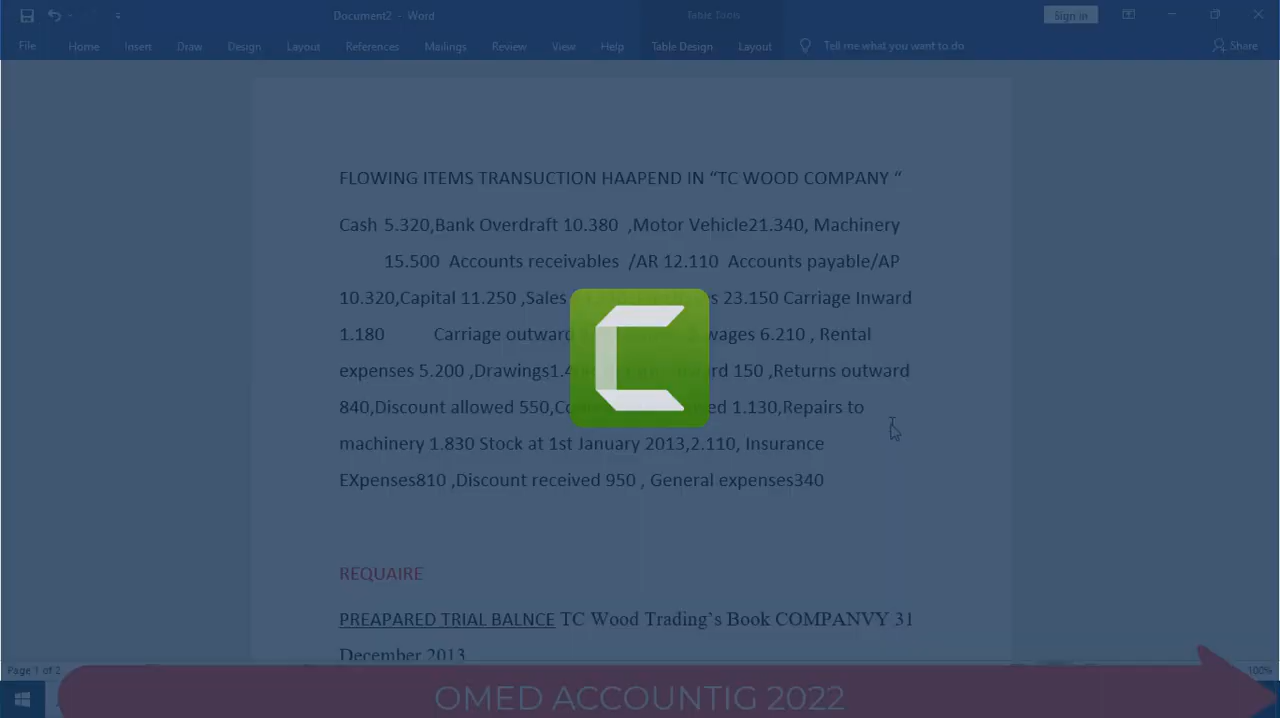 Document2 - Word
Table Tools
Sign in
File Home Insert Draw Design Layout References Mailings Review View Help Table Design Layout Tell me what you want to do Share
FLOWING ITEMS TRANSUCTION HAAPEND IN “TC WOOD COMPANY “
Cash 5.320,Bank Overdraft 10.380 ,Motor Vehicle21.340, Machinery
15.500 Accounts receivables /AR 12.110 Accounts payable/AP
10.320,Capital 11.250 ,Sales 23.150 Carriage Inward
1.180 Carriage outward wages 6.210 , Rental
expenses 5.200 ,Drawings1. 150 ,Returns outward
840,Discount allowed 550, 1.130,Repairs to
machinery 1.830 Stock at 1st January 2013,2.110, Insurance
EXpenses810 ,Discount received 950 , General expenses340
REQUAIRE
PREAPARED TRIAL BALNCE TC Wood Trading’s Book COMPANVY 31
December 2013
Page 1 of 2
100%
OMED ACCOUNTIG 2022